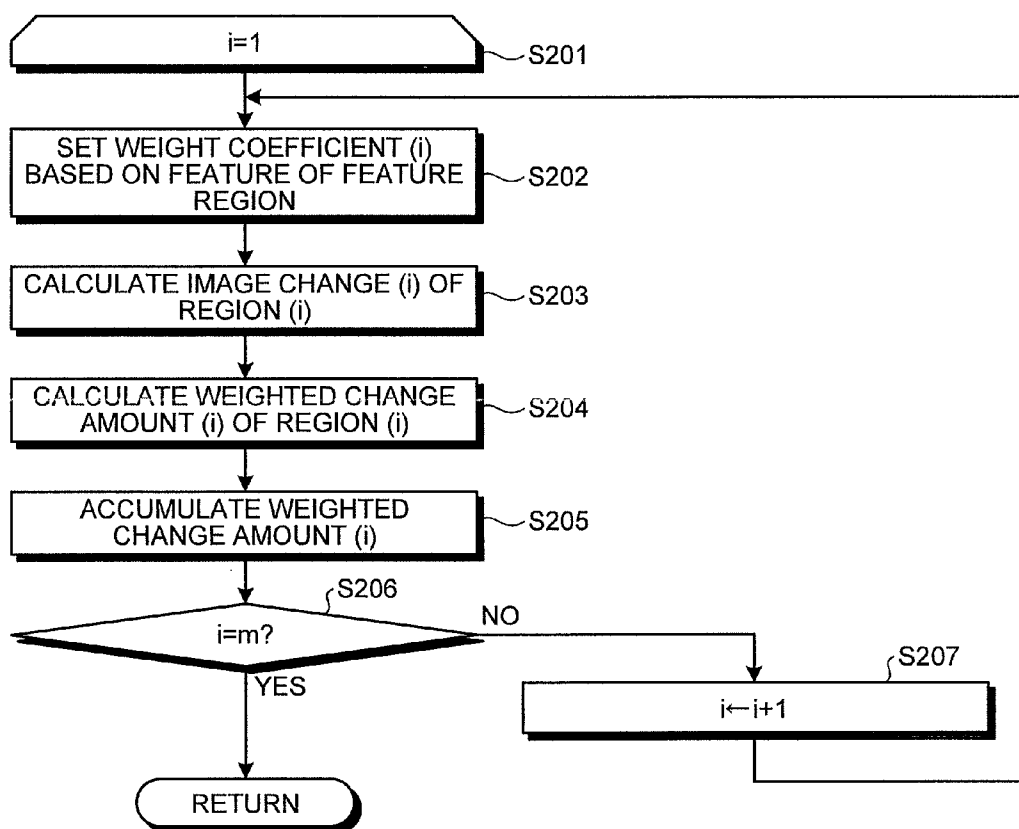 i=1
S201
SET WEIGHT COEFFICIENT (i)
BASED ON FEATURE OF FEATURE
REGION
S202
CALCULATE IMAGE CHANGE (i) OF
REGION (i)
S203
CALCULATE WEIGHTED CHANGE
AMOUNT (i) OF REGION (i)
S204
ACCUMULATE WEIGHTED
CHANGE AMOUNT (i)
S205
S206
i=m?
NO
YES
S207
i←i+1
RETURN